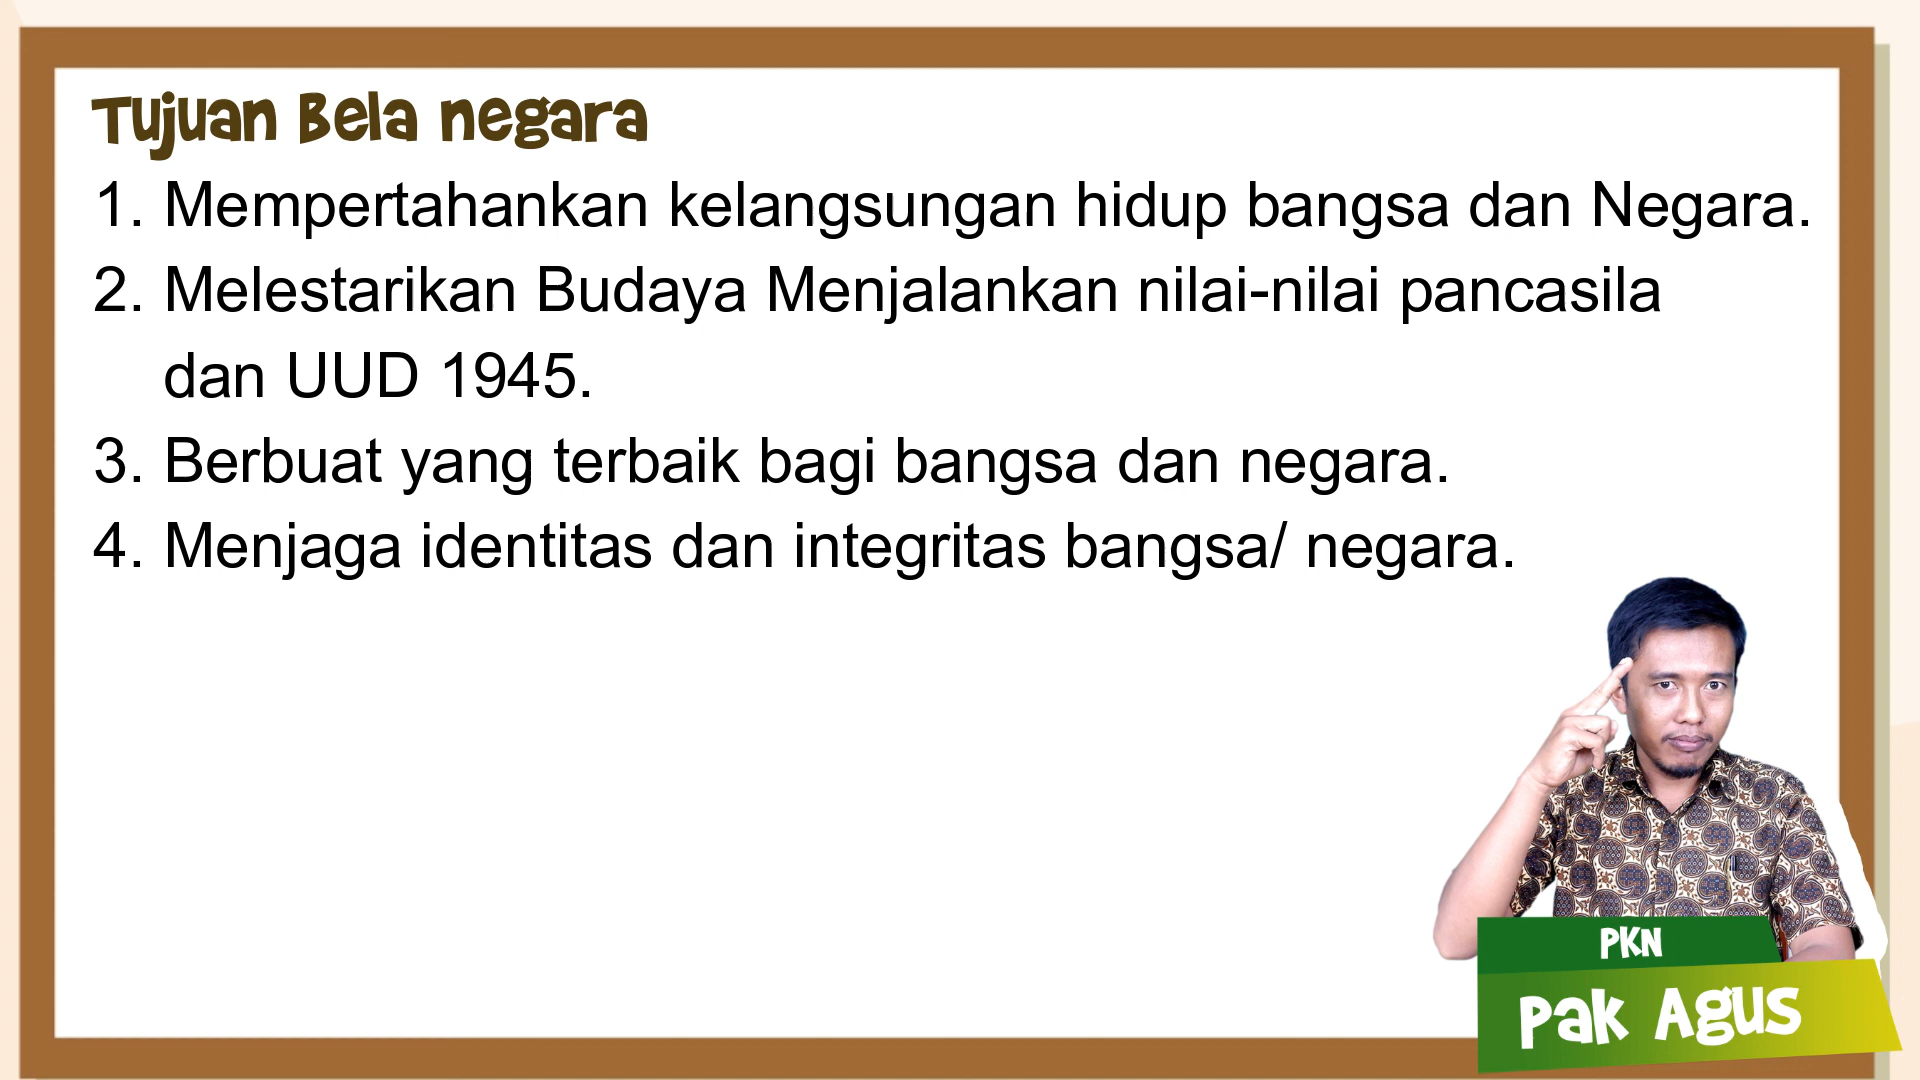 Tujuan Bela negara
1. Mempertahankan kelangsungan hidup bangsa dan Negara.
2. Melestarikan Budaya Menjalankan nilai-nilai pancasila
dan UUD 1945.
3. Berbuat yang terbaik bagi bangsa dan negara.
4. Menjaga identitas dan integritas bangsa/ negara.
PKN
Pak Agus